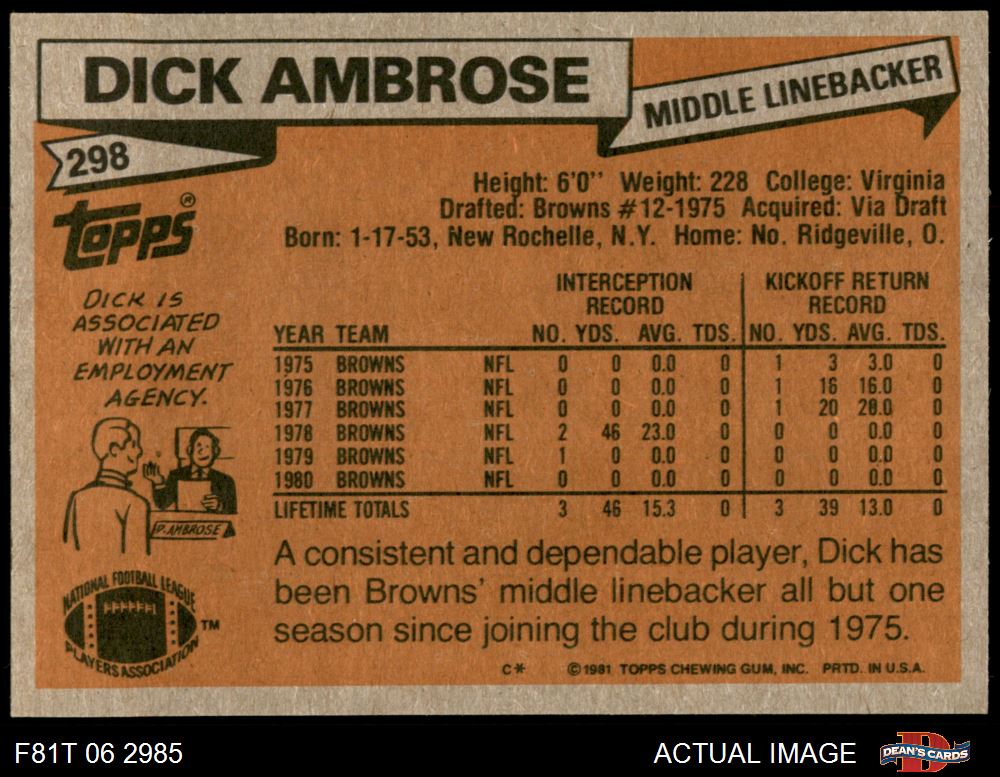 DICK AMBROSE
MIDDLE LINEBACKER
298
TOPPS®
Height: 6'0" Weight: 228 College: Virginia
Drafted: Browns #12-1975 Acquired: Via Draft
Born: 1-17-53, New Rochelle, N.Y. Home: No. Ridgeville, O.
DICK IS
ASSOCIATED
WITH AN
EMPLOYMENT
AGENCY.
D. AMBROSE
INTERCEPTION KICKOFF RETURN
RECORD RECORD
YEAR TEAM NO. YDS. AVG. TDS. NO. YDS. AVG. TDS.
1975 BROWNS NFL 0 0 0.0 0 1 3 3.0 0
1976 BROWNS NFL 0 0 0.0 0 1 16 16.0 0
1977 BROWNS NFL 0 0 0.0 0 1 20 20.0 0
1978 BROWNS NFL 2 46 23.0 0 0 0 0.0 0
1979 BROWNS NFL 1 0 0.0 0 0 0 0.0 0
1980 BROWNS NFL 0 0 0.0 0 0 0 0.0 0
LIFETIME TOTALS 3 46 15.3 0 3 39 13.0 0
A consistent and dependable player, Dick has
been Browns' middle linebacker all but one
season since joining the club during 1975.
NATIONAL FOOTBALL LEAGUE
PLAYERS ASSOCIATION
TM
C* ©1981 TOPPS CHEWING GUM, INC. PRTD. IN U.S.A.
F81T 06 2985 ACTUAL IMAGE
DEAN'S CARDS